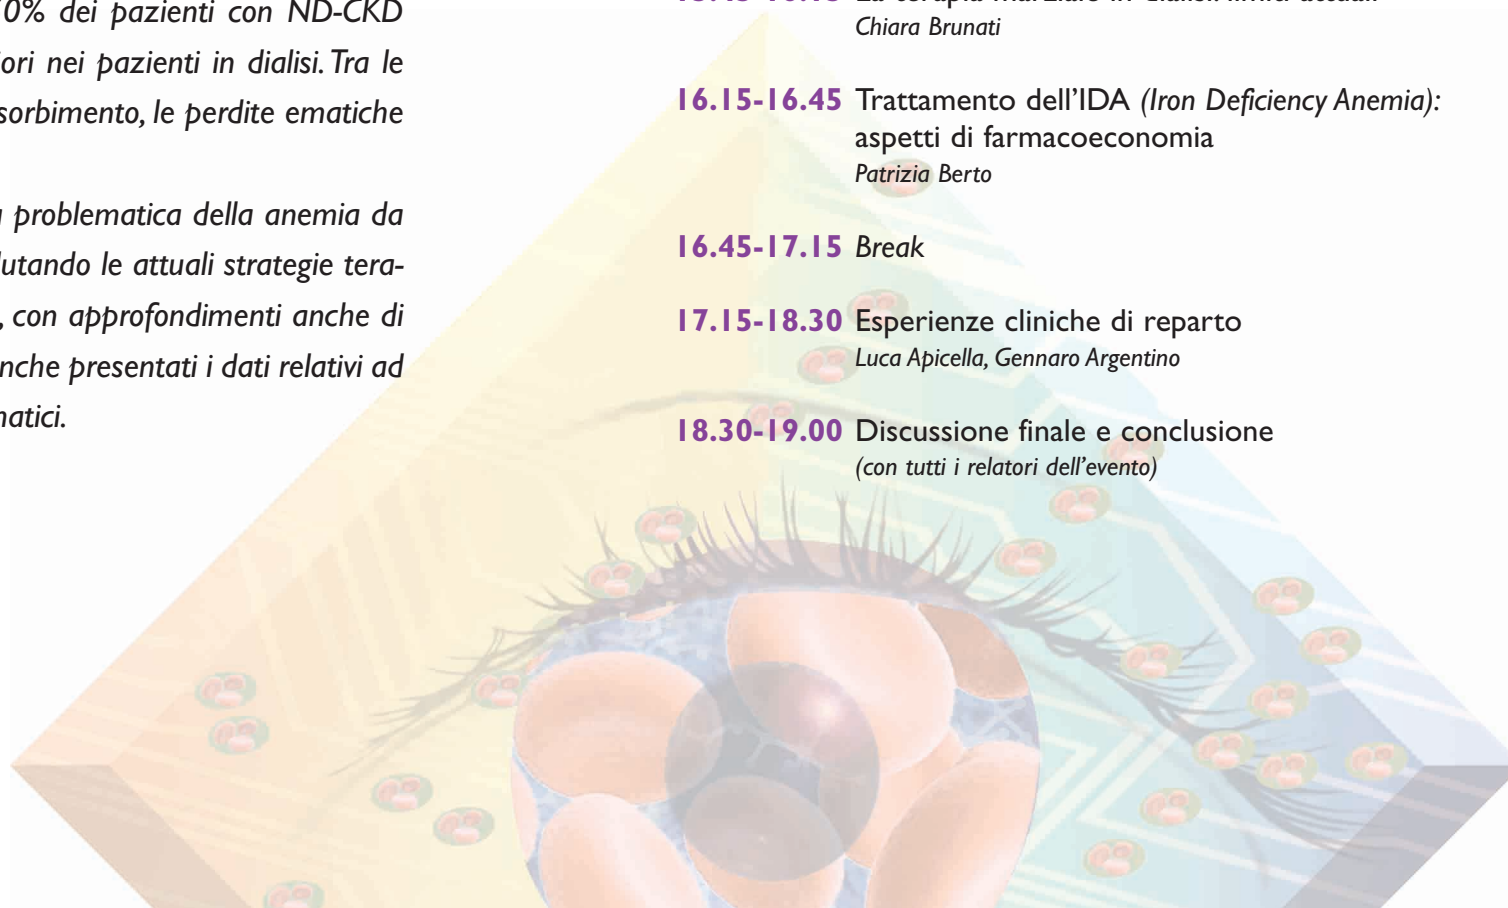 0% dei pazienti con ND-CKD
ori nei pazienti in dialisi. Tra le
sorbimento, le perdite ematiche
problematica della anemia da
lutando le attuali strategie tera-
, con approfondimenti anche di
nche presentati i dati relativi ad
matici.
Chiara Brunati
16.15-16.45 Trattamento dell’IDA (Iron Deficiency Anemia):
aspetti di farmacoeconomia
Patrizia Berto
16.45-17.15 Break
17.15-18.30 Esperienze cliniche di reparto
Luca Apicella, Gennaro Argentino
18.30-19.00 Discussione finale e conclusione
(con tutti i relatori dell’evento)